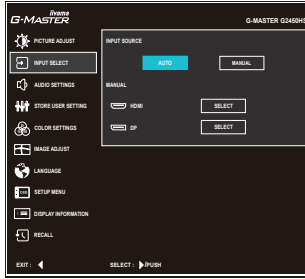 iiyama
G-MASTER
G-MASTER G2450HS
PICTURE ADJUST
INPUT SELECT
AUDIO SETTINGS
STORE USER SETTING
COLOR SETTINGS
IMAGE ADJUST
LANGUAGE
SETUP MENU
DISPLAY INFORMATION
RECALL
INPUT SOURCE
AUTO MANUAL
MANUAL
HDMI SELECT
DP SELECT
EXIT : SELECT : /PUSH